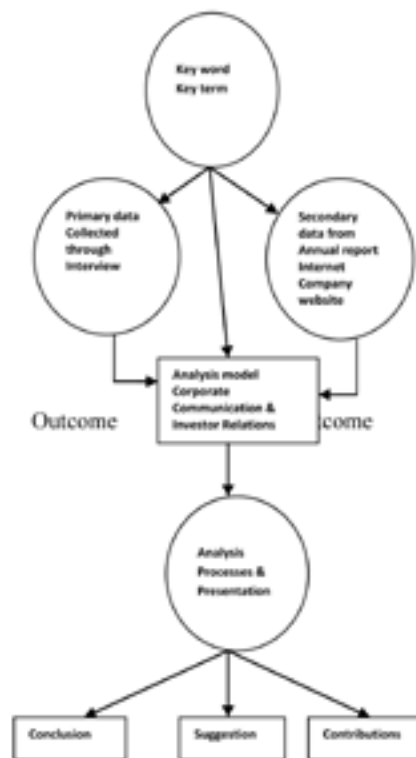 Key word
Key term
Primary data
Collected
through
Interview
Secondary
data from
Annual report
Internet
Company
website
Analysis model
Corporate
Communication &
Investor Relations
Outcome
tcome
Analysis
Processes &
Presentation
Conclusion
Suggestion
Contributions